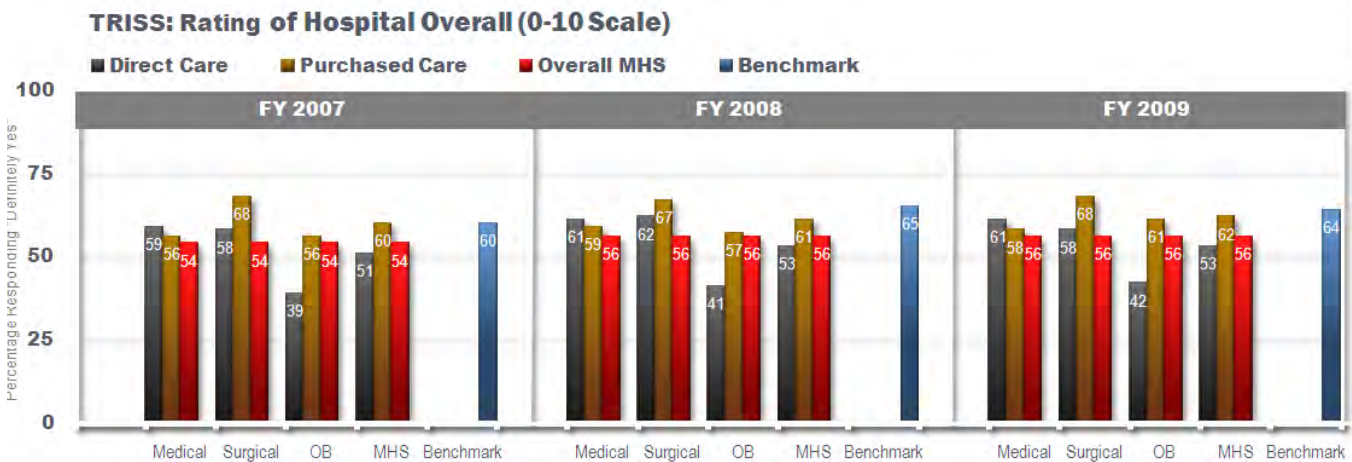 TRISS: Rating of Hospital Overall (0-10 Scale)
Direct Care Purchased Care Overall MHS Benchmark
Percentage Responding "Definitely Yes"
100
75
50
25
0
FY 2007 FY 2008 FY 2009
59 56 54 58 68 54 39 56 54 51 60 54 60
61 59 56 62 67 56 41 57 56 53 61 56 65
61 58 56 58 68 56 42 61 56 53 62 56 64
Medical Surgical OB MHS Benchmark Medical Surgical OB MHS Benchmark Medical Surgical OB MHS Benchmark